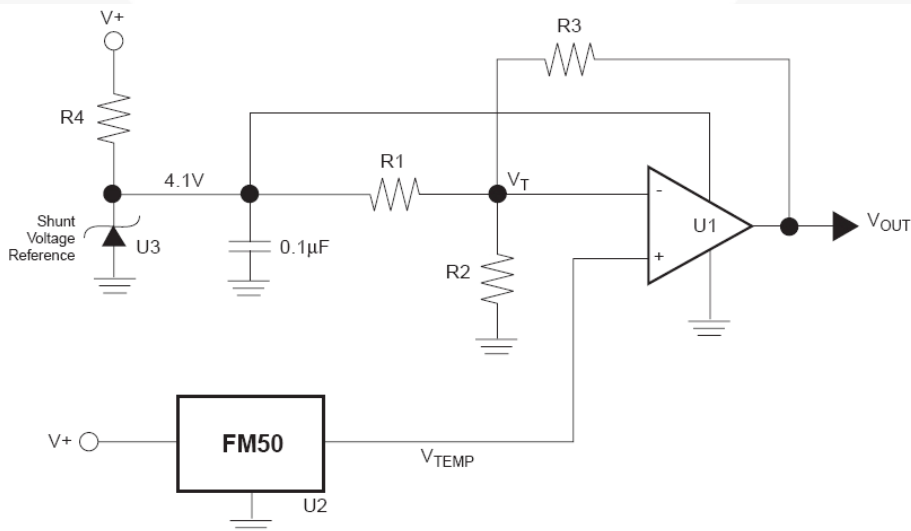 V+
R4
4.1V
Shunt
Voltage
Reference
U3
0.1µF
R1
R2
R3
VT
-
+
U1
VOUT
V+
FM50
U2
VTEMP